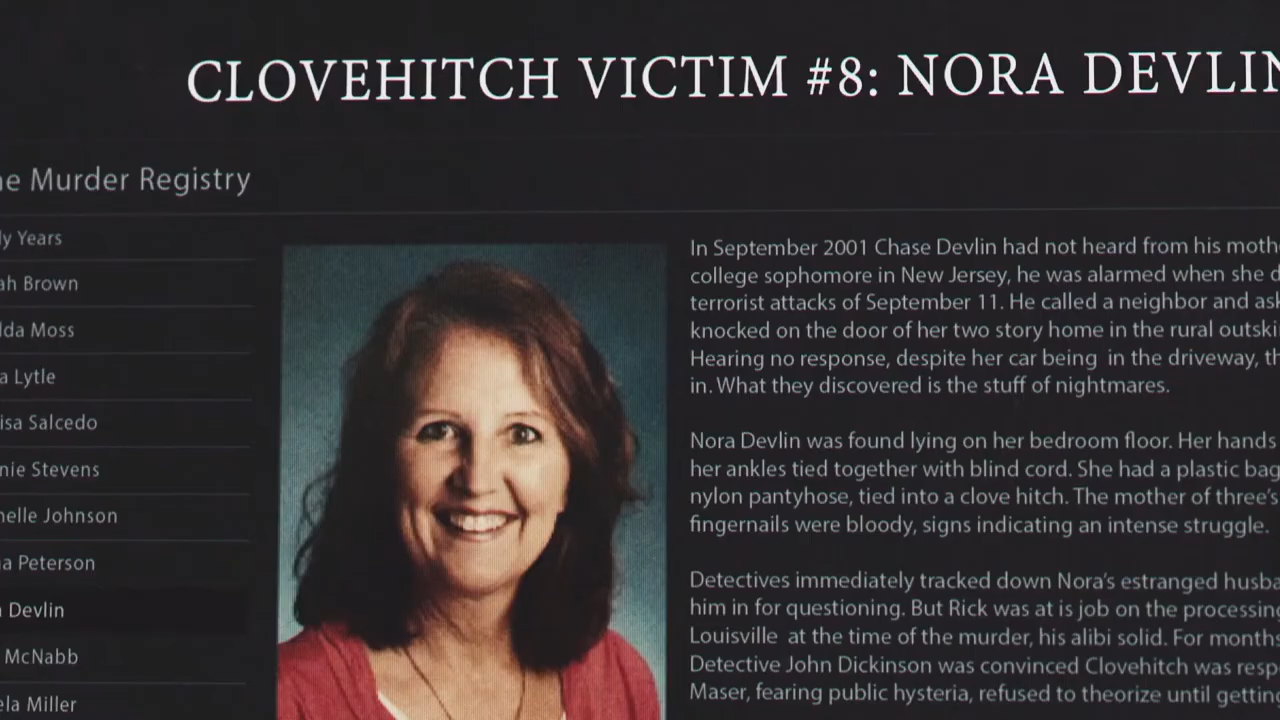 CLOVEHITCH VICTIM #8: NORA DEVLIN
he Murder Registry
ly Years
ah Brown
lda Moss
a Lytle
isa Salcedo
nie Stevens
helle Johnson
a Peterson
Devlin
McNabb
ela Miller
In September 2001 Chase Devlin had not heard from his moth
college sophomore in New Jersey, he was alarmed when she d
terrorist attacks of September 11. He called a neighbor and ask
knocked on the door of her two story home in the rural outski
Hearing no response, despite her car being in the driveway, th
in. What they discovered is the stuff of nightmares.
Nora Devlin was found lying on her bedroom floor. Her hands
her ankles tied together with blind cord. She had a plastic bag
nylon pantyhose, tied into a clove hitch. The mother of three's
fingernails were bloody, signs indicating an intense struggle.
Detectives immediately tracked down Nora's estranged husba
him in for questioning. But Rick was at is job on the processing
Louisville at the time of the murder, his alibi solid. For months
Detective John Dickinson was convinced Clovehitch was resp
Maser, fearing public hysteria, refused to theorize until getting